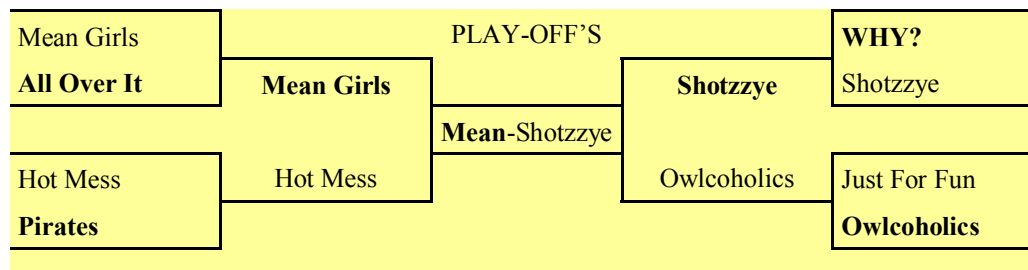 Mean Girls
All Over It
Hot Mess
Pirates
Mean Girls
Hot Mess
PLAY-OFF'S
Mean-Shotzzye
Shotzzye
Owlcoholics
WHY?
Shotzzye
Just For Fun
Owlcoholics